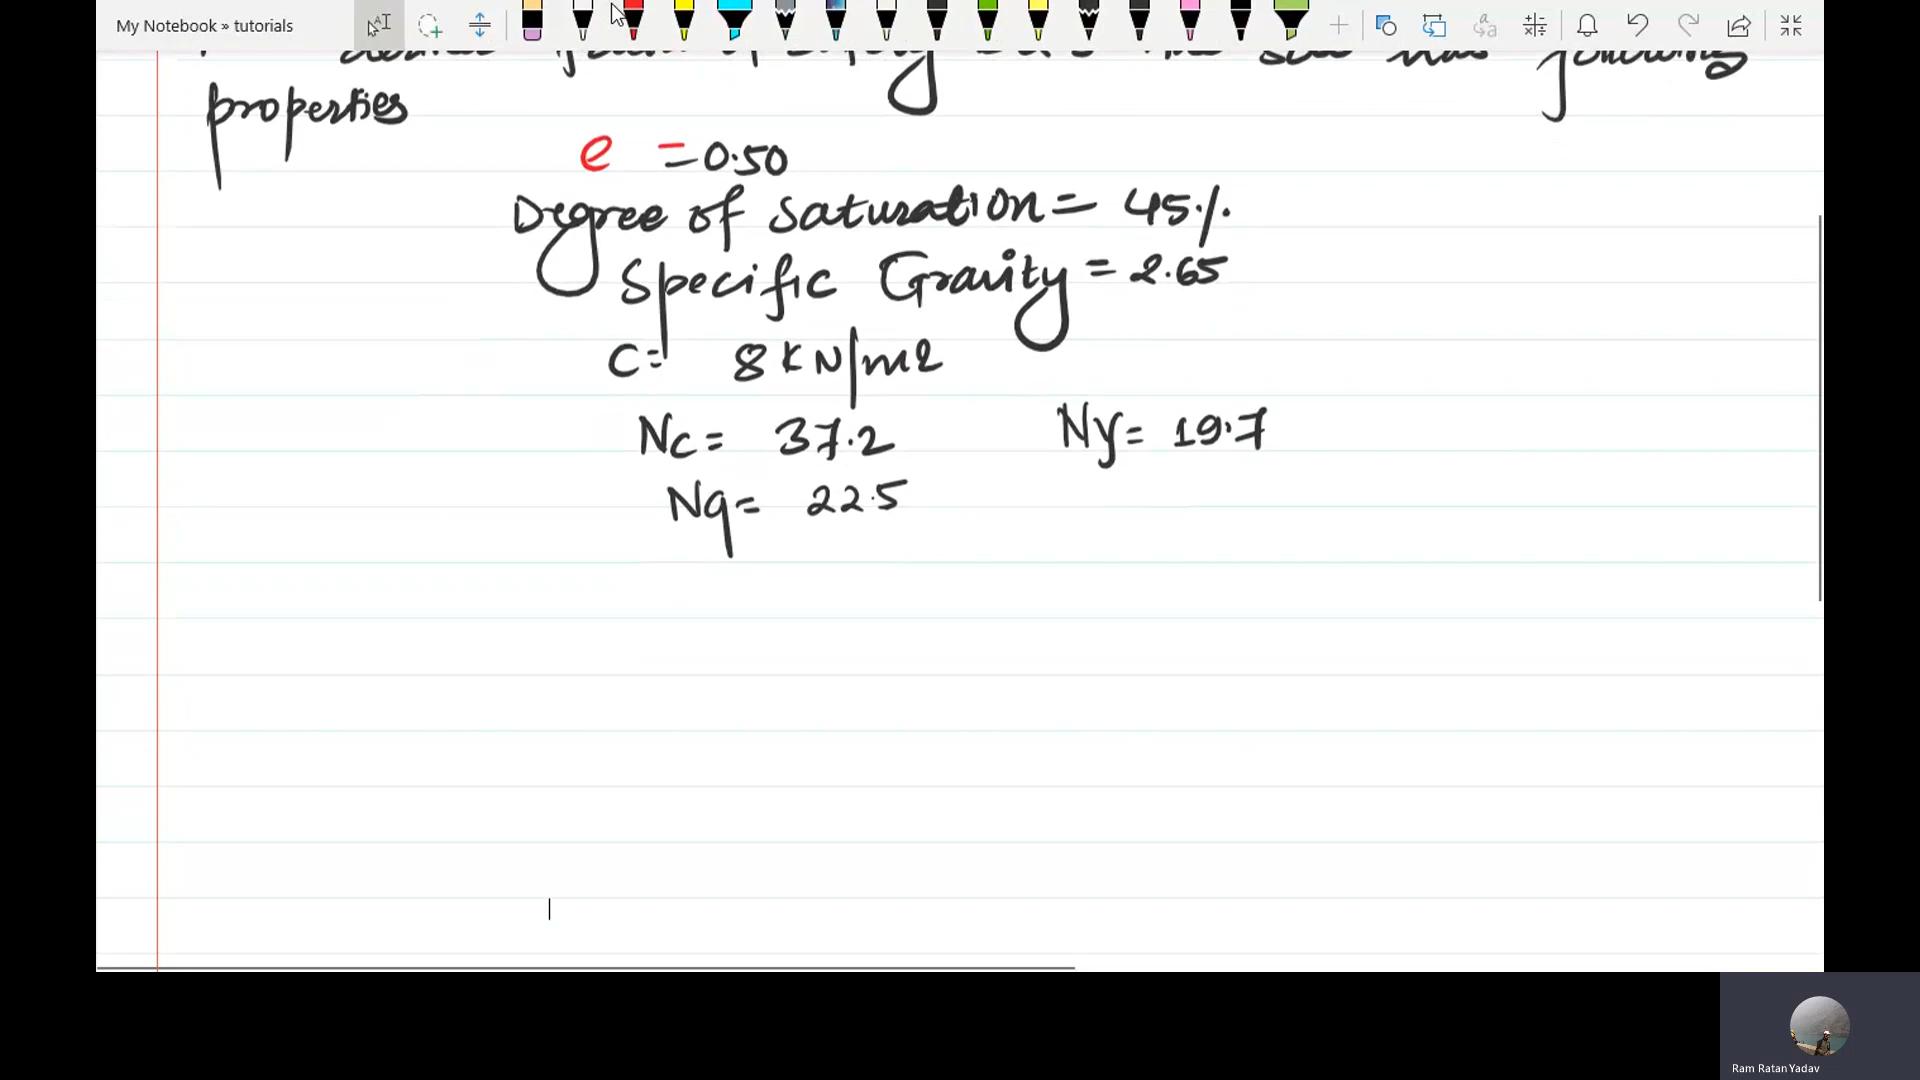 My Notebook » tutorials
properties
e = 0.50
Degree of saturation = 45%
Specific Gravity = 2.65
C = 8 KN/m2
Nc = 37.2 Nγ = 19.7
Nq = 22.5
Ram Ratan Yadav